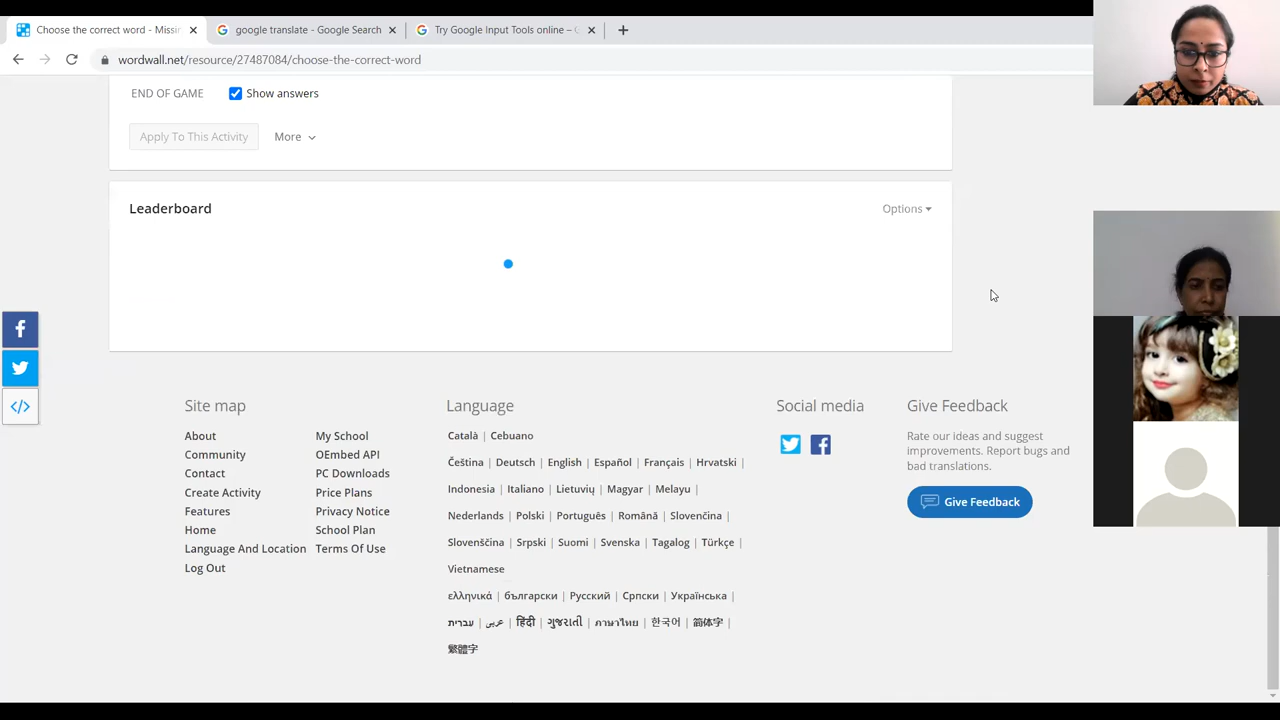 Choose the correct word - Missi
google translate - Google Search
Try Google Input Tools online – G
wordwall.net/resource/27487084/choose-the-correct-word
END OF GAME
Show answers
Apply To This Activity
More
Leaderboard
Options
Site map
About
Community
Contact
Create Activity
Features
Home
Language And Location
Log Out
My School
OEmbed API
PC Downloads
Price Plans
Privacy Notice
School Plan
Terms Of Use
Language
Català | Cebuano
Čeština | Deutsch | English | Español | Français | Hrvatski |
Indonesia | Italiano | Lietuvių | Magyar | Melayu |
Nederlands | Polski | Português | Română | Slovenčina |
Slovenščina | Srpski | Suomi | Svenska | Tagalog | Türkçe |
Vietnamese
ελληνικά | български | Русский | Српски | Українська |
עברית | عربى | हिंदी | ગુજરાતી | ภาษาไทย | 한국어 | 简体字 |
繁體字
Social media
Give Feedback
Rate our ideas and suggest
improvements. Report bugs and
bad translations.
Give Feedback